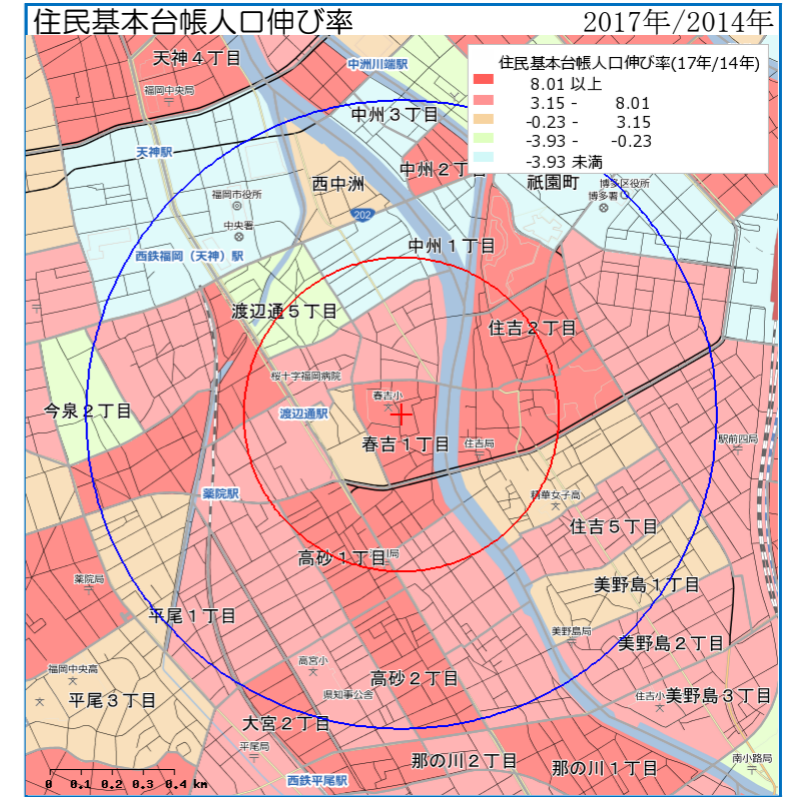 住民基本台帳人口伸び率
2017年/2014年
住民基本台帳人口伸び率(17年/14年)
8.01 以上
3.15 - 8.01
-0.23 - 3.15
-3.93 - -0.23
-3.93 未満
天神４丁目
福岡中央局
中洲川端駅
中州３丁目
天神駅
中州２丁目
西中洲
祇園町
博多区役所
博多署
福岡市役所
202
中央署
中州１丁目
西鉄福岡（天神）駅
渡辺通５丁目
住吉２丁目
桜十字福岡病院
春吉小
今泉２丁目
渡辺通駅
春吉１丁目
住吉局
駅前四局
薬院駅
精華女子高
住吉５丁目
高砂１丁目
局
薬院局
美野島１丁目
平尾１丁目
美野島局
美野島２丁目
高宮小
福岡中央高
高砂２丁目
県知事公舎
住吉小
美野島３丁目
平尾３丁目
大宮２丁目
平尾局
那の川２丁目
那の川１丁目
南小路局
西鉄平尾駅
0 0.1 0.2 0.3 0.4 km